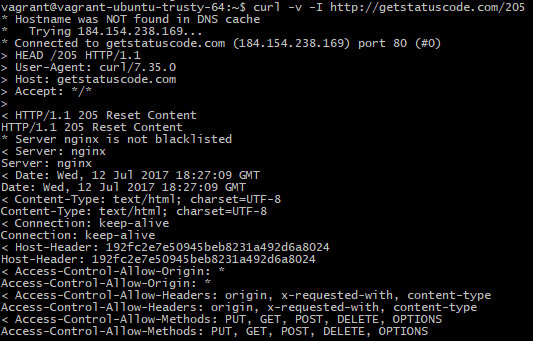 vagrant@vagrant-ubuntu-trusty-64:~$ curl -v -I http://getstatuscode.com/205
* Hostname was NOT found in DNS cache
*   Trying 184.154.238.169...
* Connected to getstatuscode.com (184.154.238.169) port 80 (#0)
> HEAD /205 HTTP/1.1
> User-Agent: curl/7.35.0
> Host: getstatuscode.com
> Accept: */*
>
< HTTP/1.1 205 Reset Content
HTTP/1.1 205 Reset Content
* Server nginx is not blacklisted
< Server: nginx
Server: nginx
< Date: Wed, 12 Jul 2017 18:27:09 GMT
Date: Wed, 12 Jul 2017 18:27:09 GMT
< Content-Type: text/html; charset=UTF-8
Content-Type: text/html; charset=UTF-8
< Connection: keep-alive
Connection: keep-alive
< Host-Header: 192fc2e7e50945beb8231a492d6a8024
Host-Header: 192fc2e7e50945beb8231a492d6a8024
< Access-Control-Allow-Origin: *
Access-Control-Allow-Origin: *
< Access-Control-Allow-Headers: origin, x-requested-with, content-type
Access-Control-Allow-Headers: origin, x-requested-with, content-type
< Access-Control-Allow-Methods: PUT, GET, POST, DELETE, OPTIONS
Access-Control-Allow-Methods: PUT, GET, POST, DELETE, OPTIONS